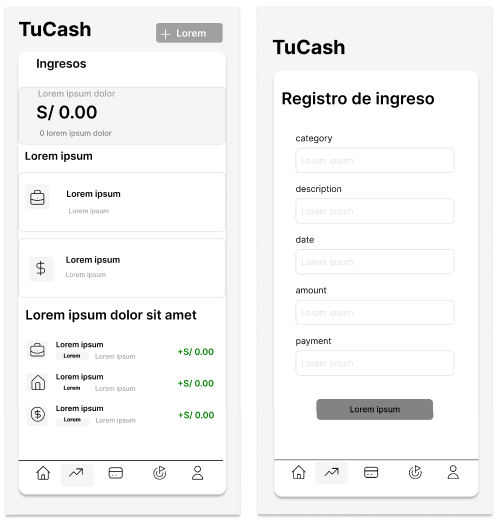 TuCash
Lorem
Ingresos
Lorem ipsum dolor
S/ 0.00
0 lorem ipsum dolor
Lorem ipsum
Lorem ipsum
Lorem ipsum
Lorem ipsum
Lorem ipsum
Lorem ipsum dolor sit amet
Lorem ipsum
Lorem Lorem ipsum
+S/ 0.00
Lorem ipsum
Lorem Lorem ipsum
+S/ 0.00
Lorem ipsum
Lorem Lorem ipsum
+S/ 0.00
TuCash
Registro de ingreso
category
Lorem ipsum
description
Lorem ipsum
date
Lorem ipsum
amount
Lorem ipsum
payment
Lorem ipsum
Lorem ipsum